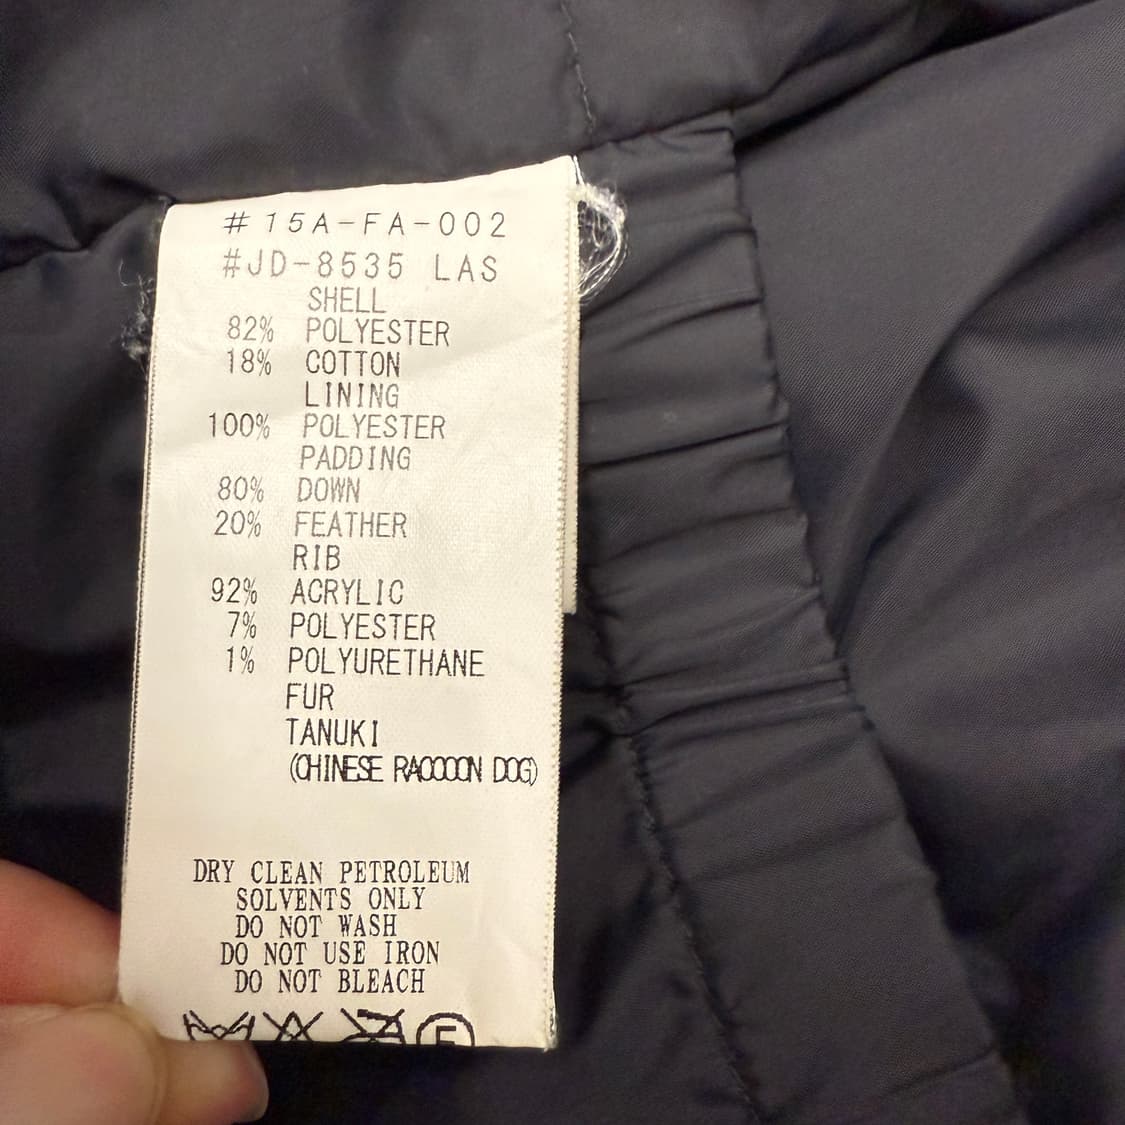 #15A-FA-002
#JD-8535 LAS
SHELL
82% POLYESTER
18% COTTON
LINING
100% POLYESTER
PADDING
80% DOWN
20% FEATHER
RIB
92% ACRYLIC
7% POLYESTER
1% POLYURETHANE
FUR
TANUKI
(CHINESE RACCOON DOG)
DRY CLEAN PETROLEUM
SOLVENTS ONLY
DO NOT WASH
DO NOT USE IRON
DO NOT BLEACH
F